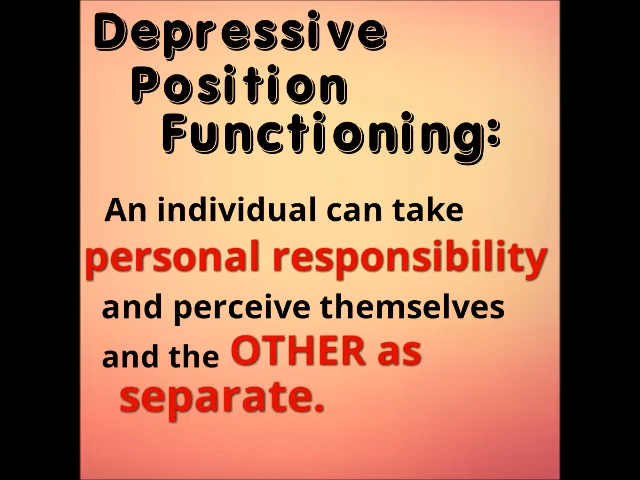 Depressive
Position
Functioning:
An individual can take
personal responsibility
and perceive themselves
and the OTHER as
separate.